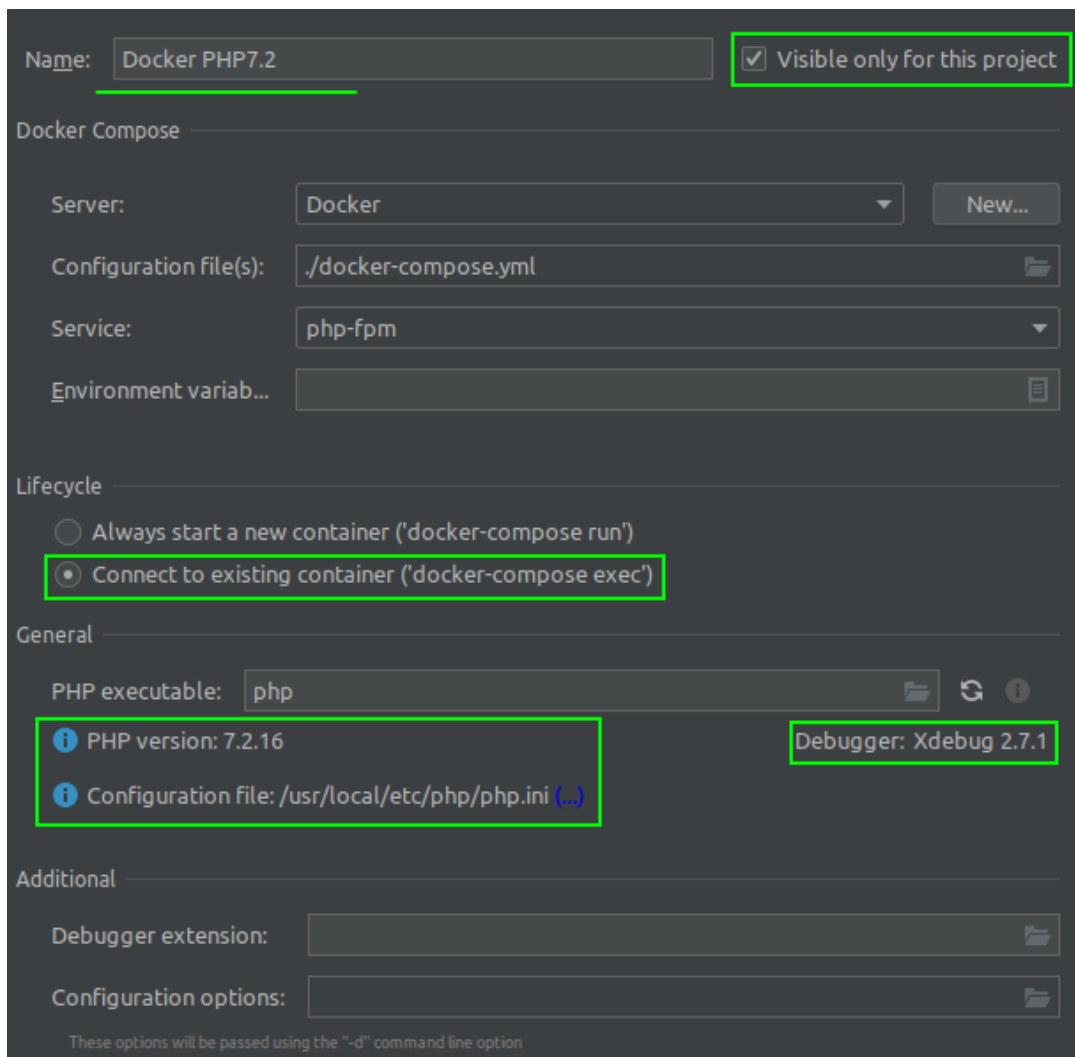 Name: Docker PHP7.2 Visible only for this project
Docker Compose
Server: Docker New...
Configuration file(s): ./docker-compose.yml
Service: php-fpm
Environment variab...
Lifecycle
Always start a new container ('docker-compose run')
Connect to existing container ('docker-compose exec')
General
PHP executable: php
PHP version: 7.2.16 Debugger: Xdebug 2.7.1
Configuration file: /usr/local/etc/php/php.ini (...)
Additional
Debugger extension:
Configuration options:
These options will be passed using the "-d" command line option